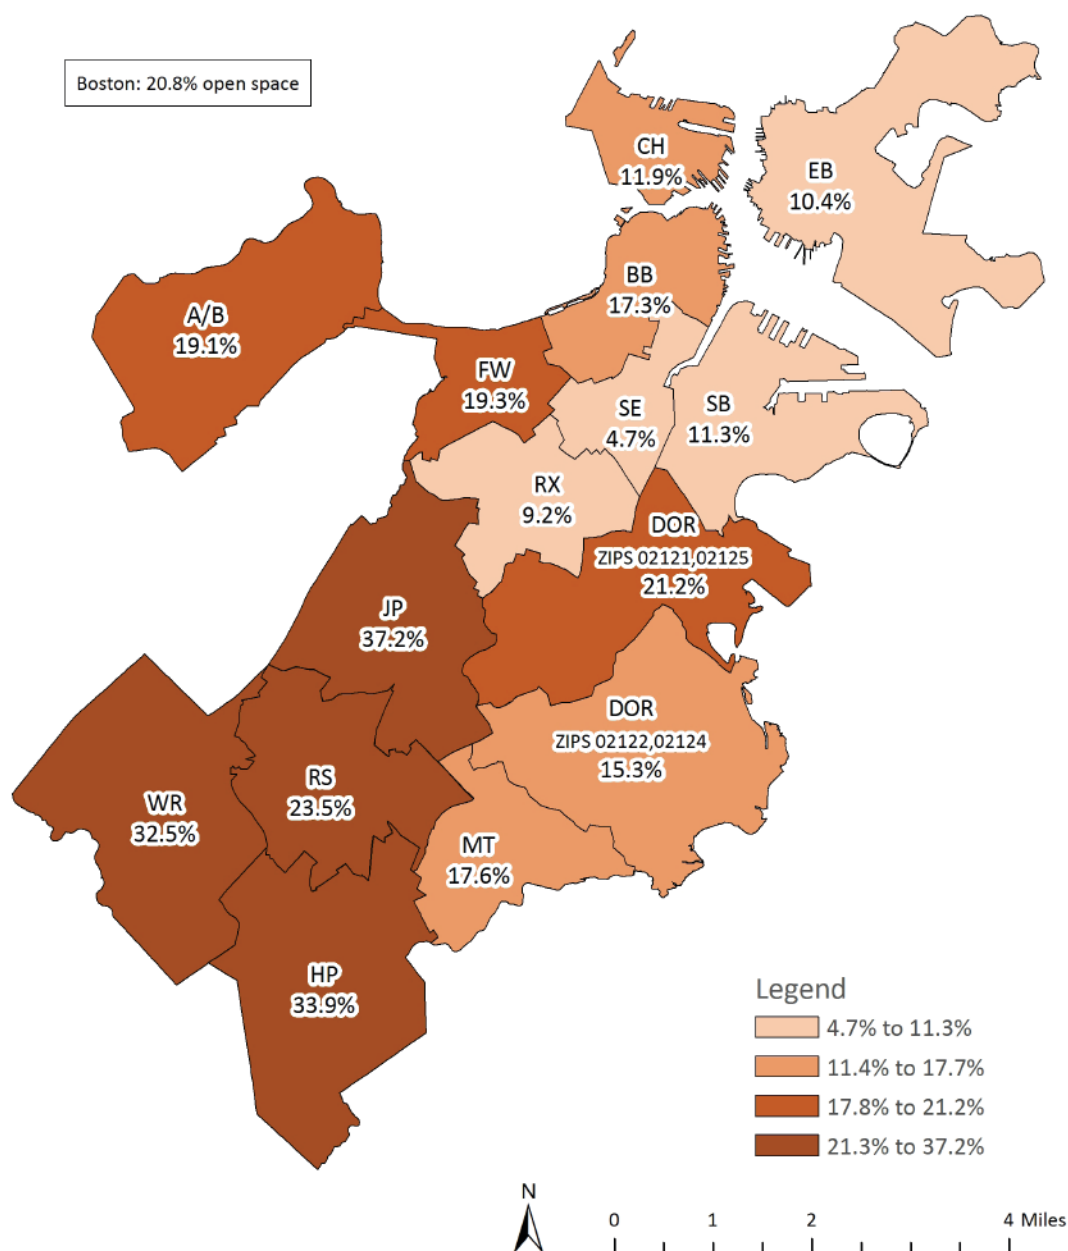 Boston: 20.8% open space
CH
11.9%
EB
10.4%
BB
17.3%
A/B
19.1%
FW
19.3%
SE
4.7%
SB
11.3%
RX
9.2%
DOR
ZIPS 02121,02125
21.2%
JP
37.2%
DOR
ZIPS 02122,02124
15.3%
RS
23.5%
WR
32.5%
MT
17.6%
HP
33.9%
Legend
4.7% to 11.3%
11.4% to 17.7%
17.8% to 21.2%
21.3% to 37.2%
N
0 1 2 4 Miles